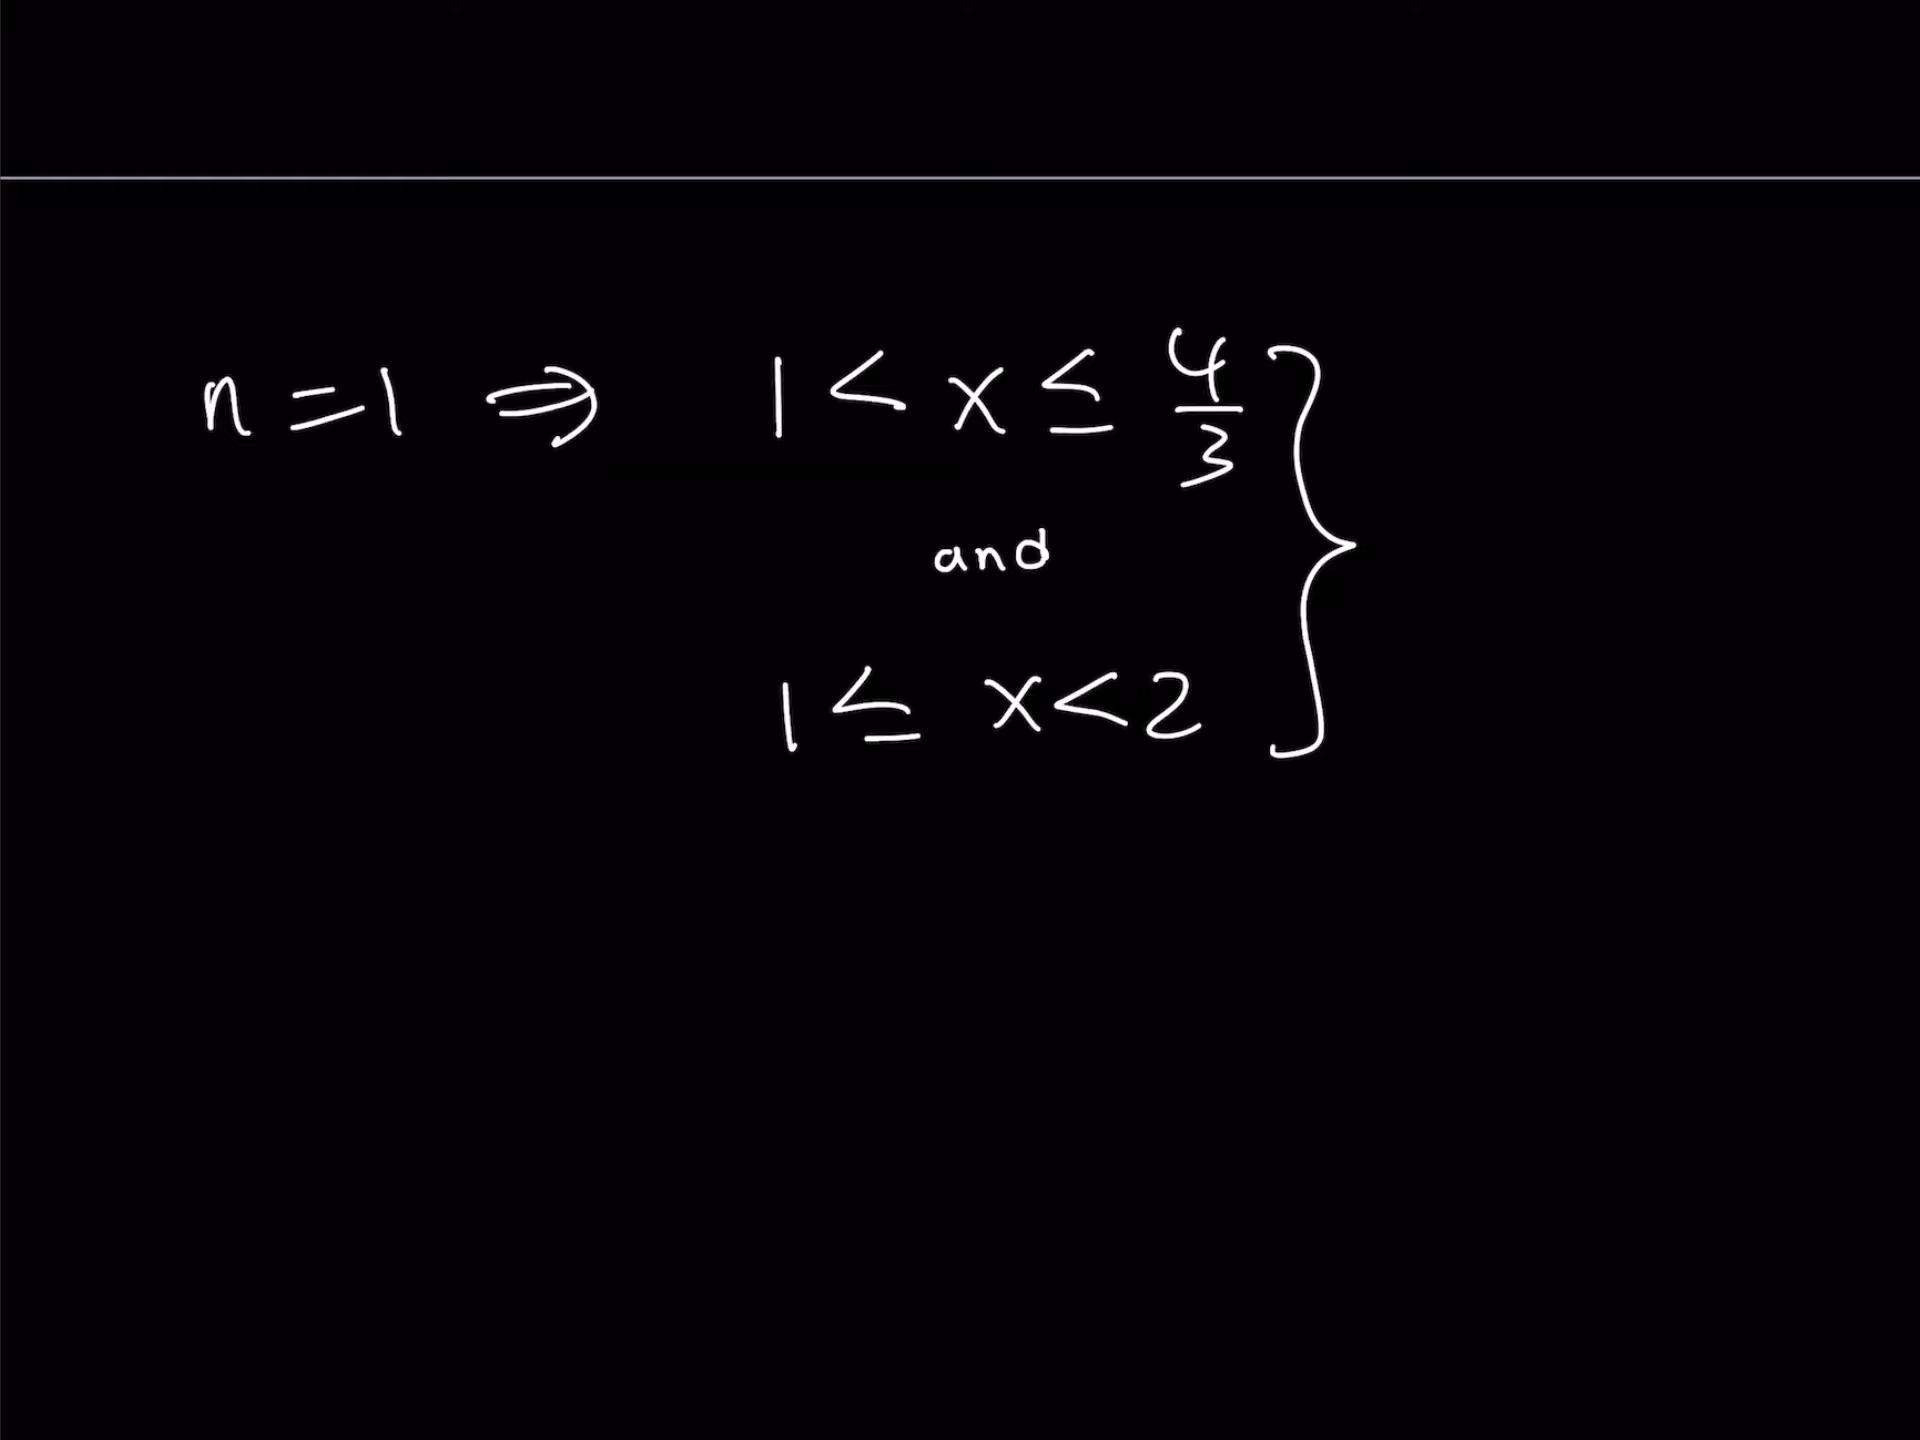 n=1 ⇒ 1 < x ≤ 4/3
and
1 ≤ x < 2